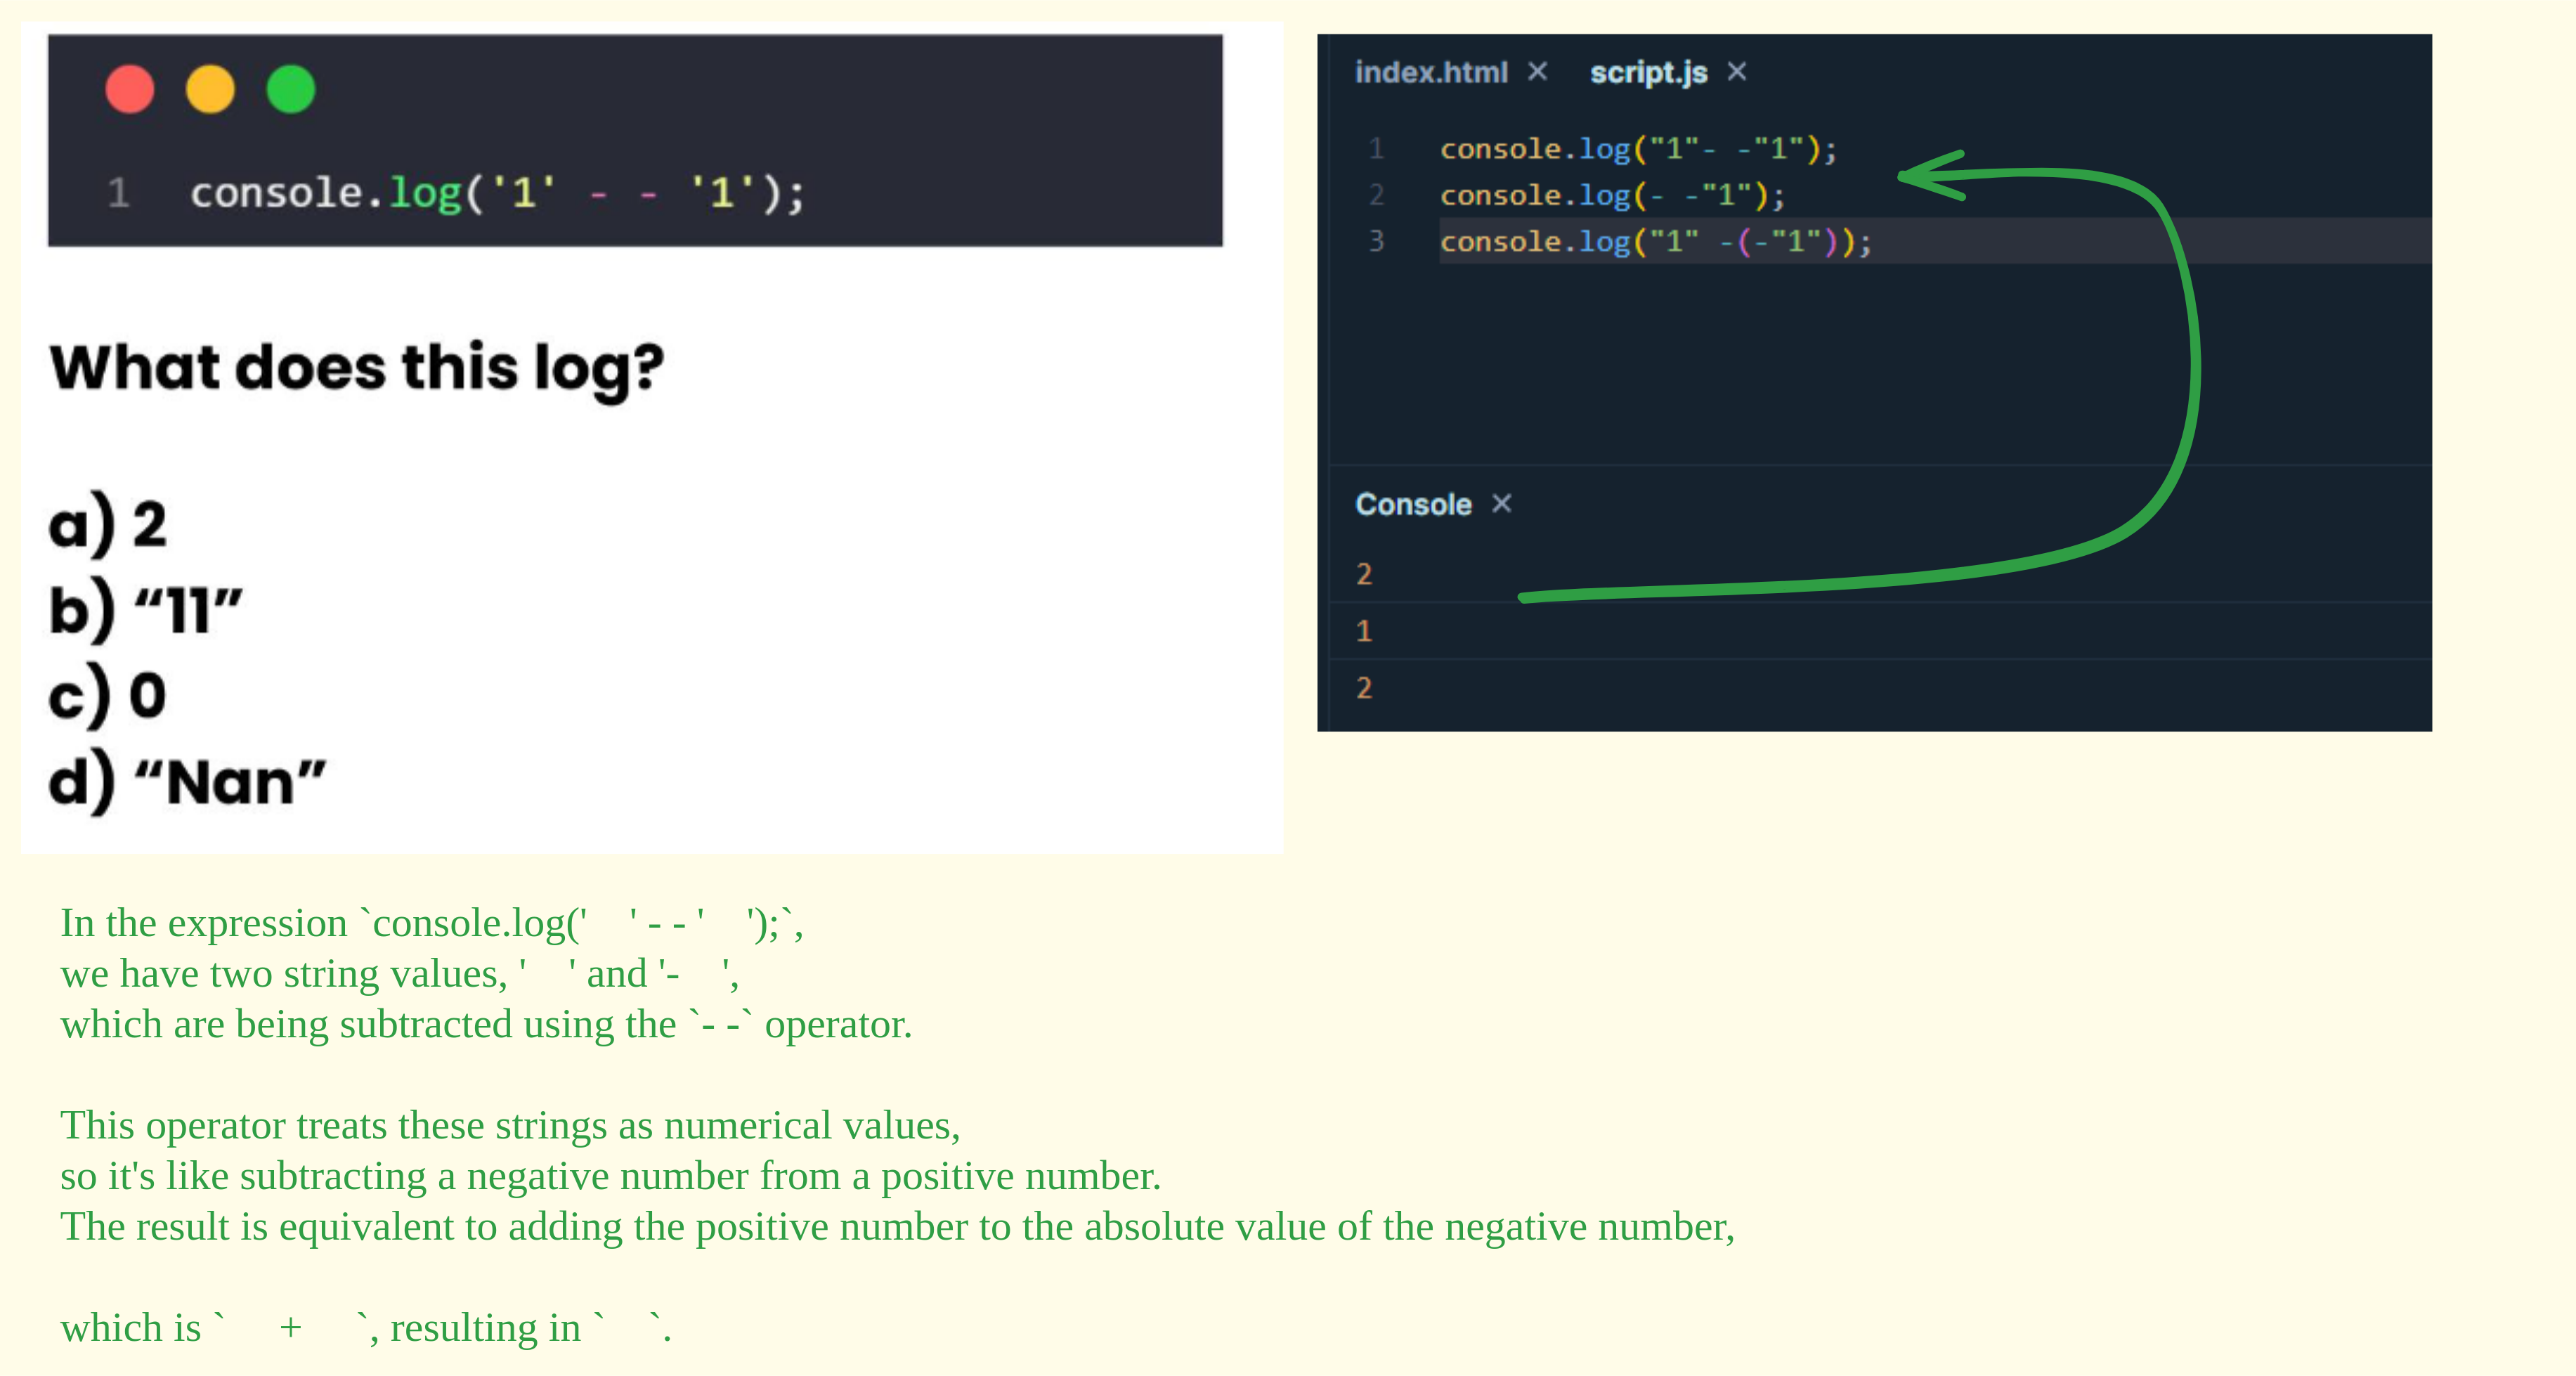 1 console.log('1' - - '1');
What does this log?
a) 2
b) “11”
c) 0
d) “Nan”
index.html × script.js ×
1 console.log("1"- -"1");
2 console.log(- -"1");
3 console.log("1" -(-"1"));
Console ×
2
1
2
In the expression `console.log('    ' - - '    ');`,
we have two string values, '    ' and '-    ',
which are being subtracted using the `- -` operator.
This operator treats these strings as numerical values,
so it's like subtracting a negative number from a positive number.
The result is equivalent to adding the positive number to the absolute value of the negative number,
which is `     +     `, resulting in `    `.